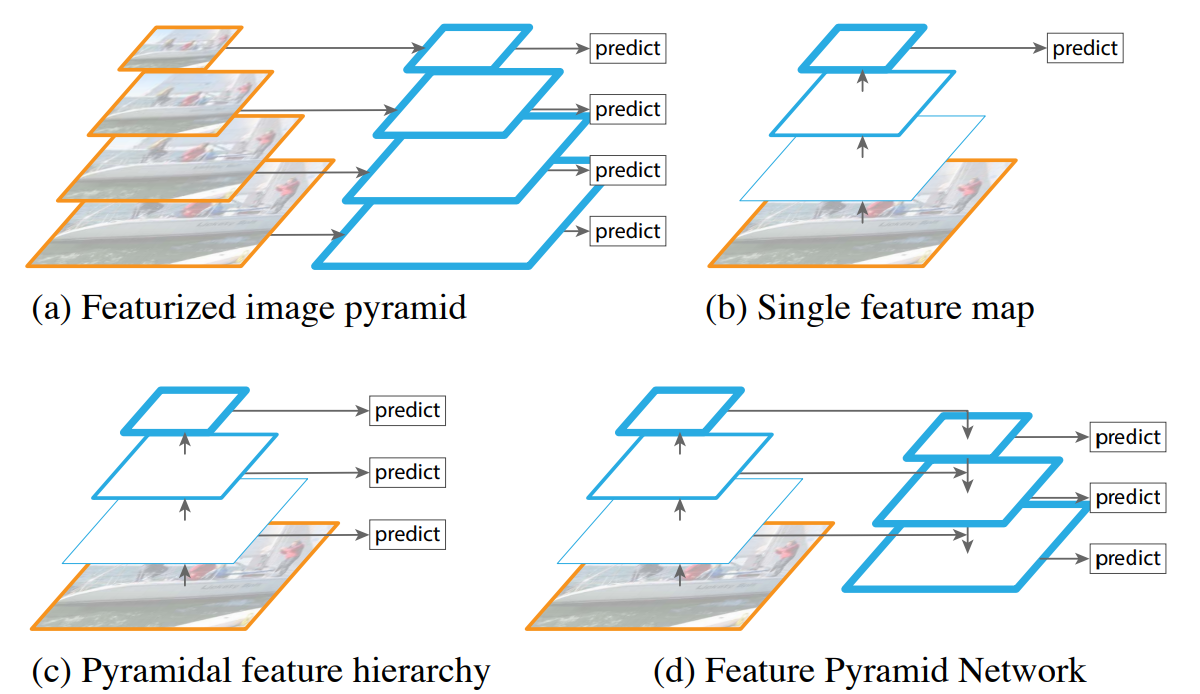 predict
predict
predict
predict
(a) Featurized image pyramid
predict
(b) Single feature map
predict
predict
predict
(c) Pyramidal feature hierarchy
predict
predict
predict
(d) Feature Pyramid Network